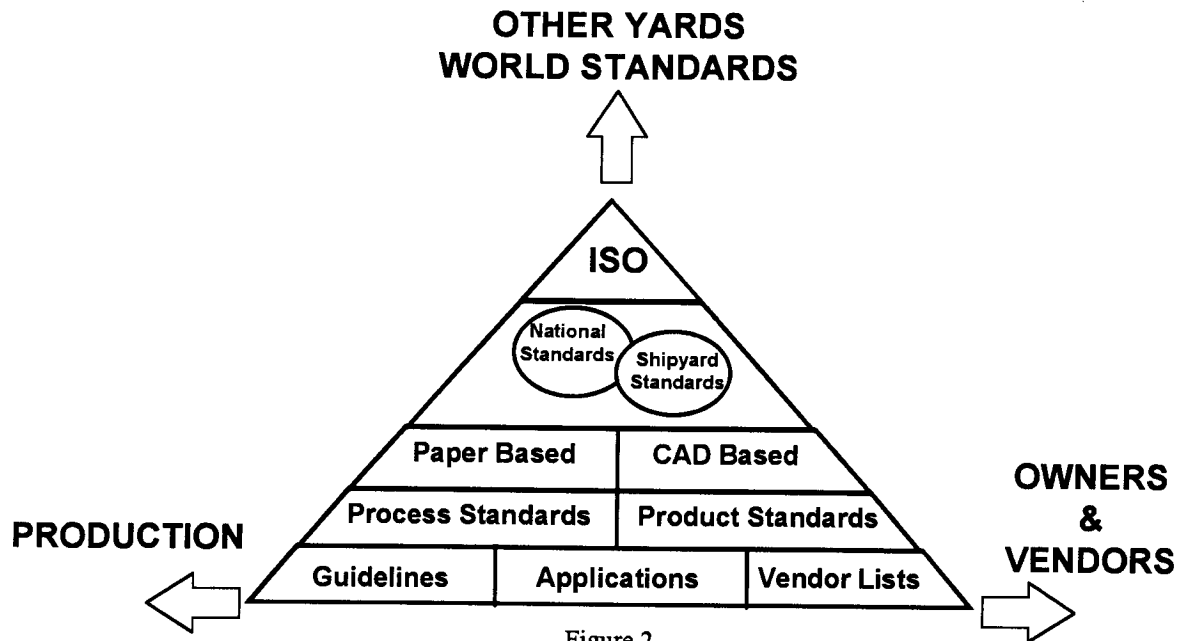 OTHER YARDS
WORLD STANDARDS
ISO
National
Standards
Shipyard
Standards
Paper Based
CAD Based
Process Standards
Product Standards
Guidelines
Applications
Vendor Lists
PRODUCTION
OWNERS
&
VENDORS
Figure 2